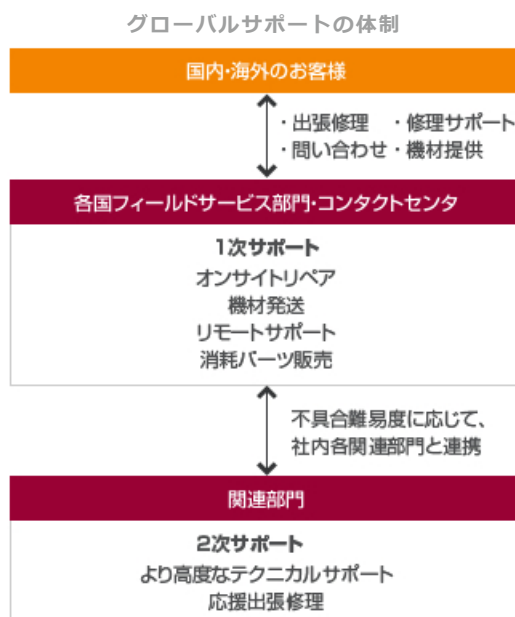 グローバルサポートの体制
国内・海外のお客様
・出張修理 ・修理サポート
・問い合わせ・機材提供
各国フィールドサービス部門・コンタクトセンタ
1次サポート
オンサイトリペア
機材発送
リモートサポート
消耗パーツ販売
不具合難易度に応じて、
社内各関連部門と連携
関連部門
2次サポート
より高度なテクニカルサポート
応援出張修理